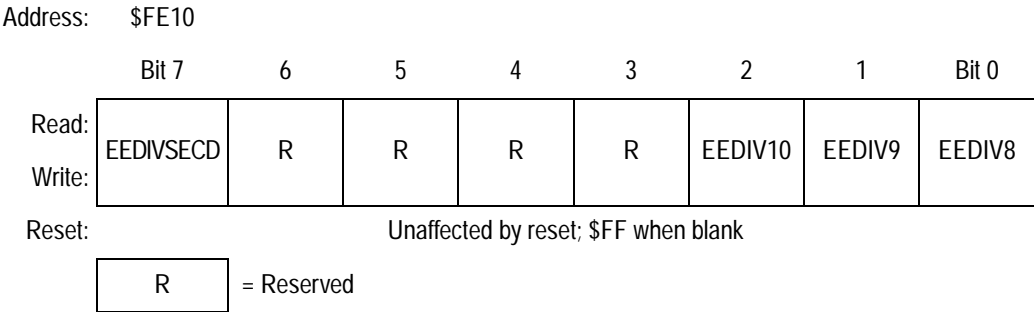 Address: $FE10
Bit 7 6 5 4 3 2 1 Bit 0
Read:
EEDIVSECD R R R R EEDIV10 EEDIV9 EEDIV8
Write:
Reset: Unaffected by reset; $FF when blank
R = Reserved